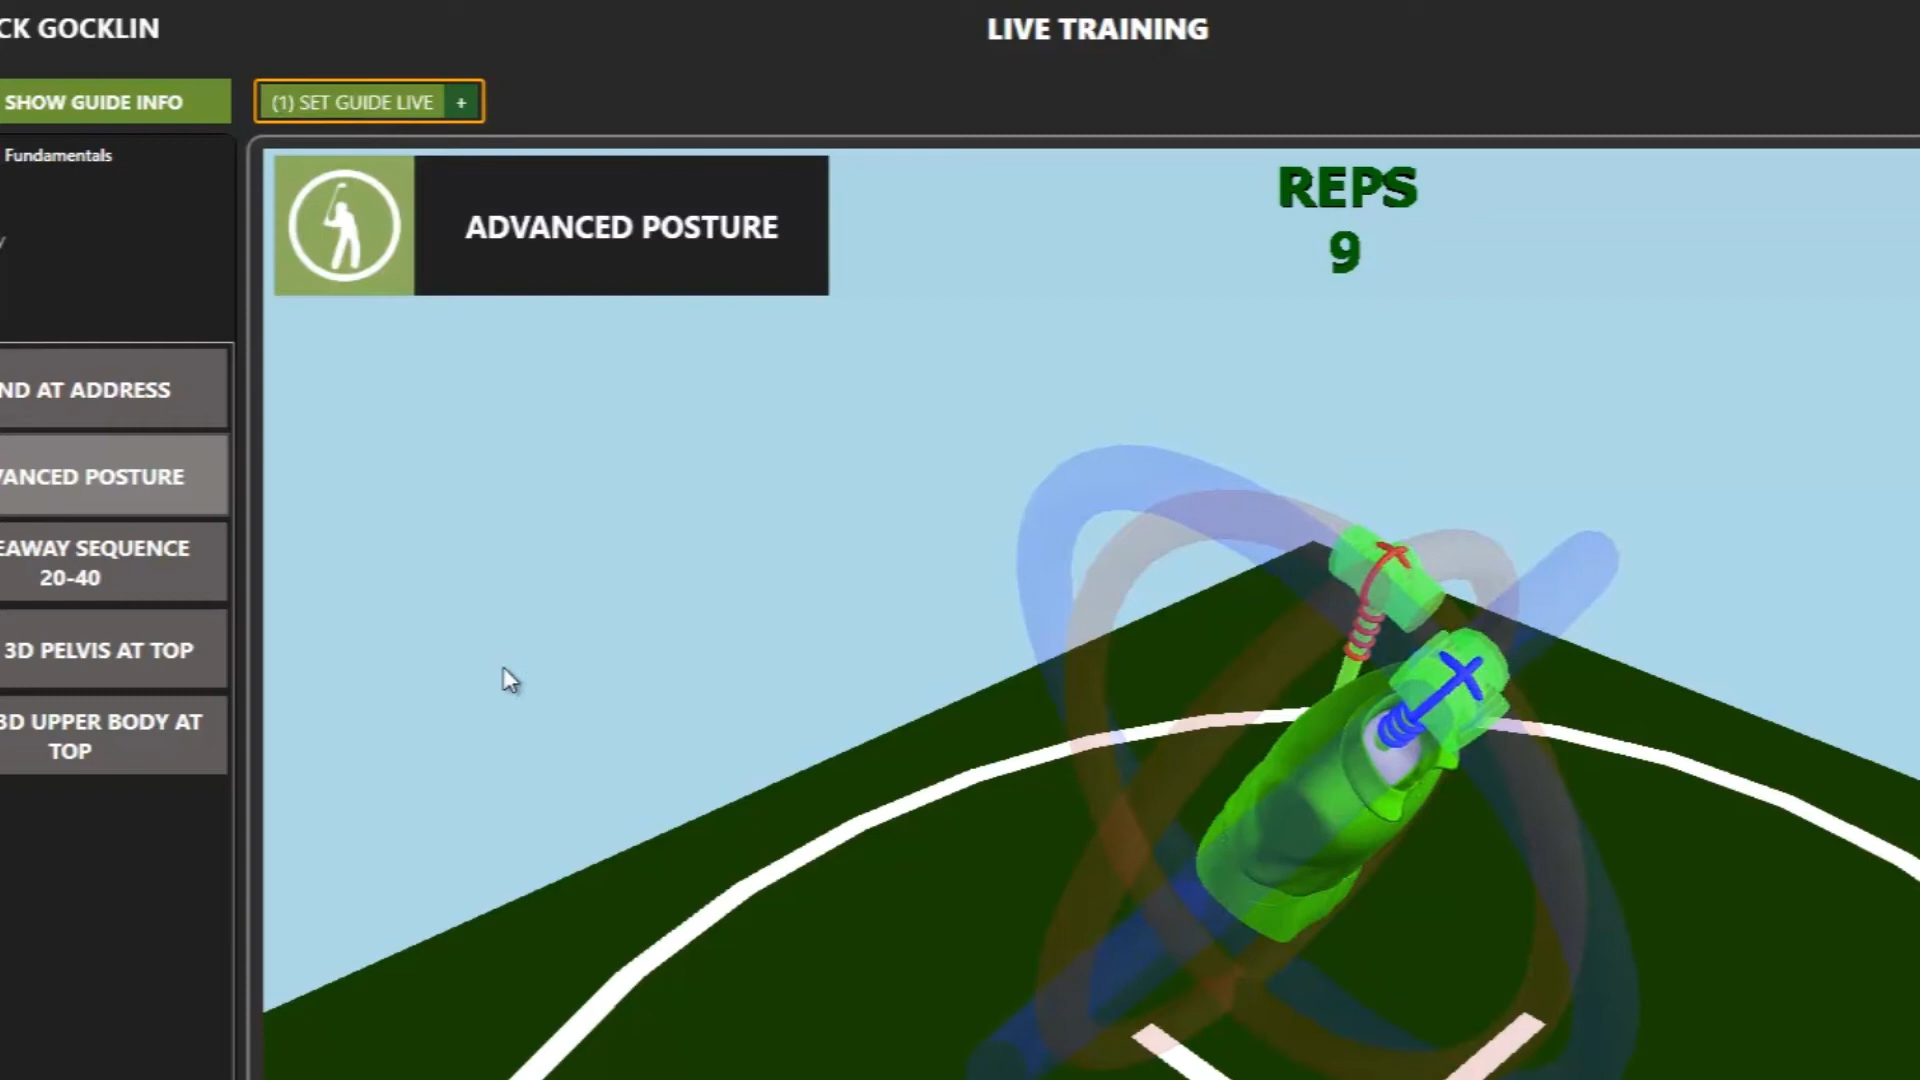 CK GOCKLIN
LIVE TRAINING
SHOW GUIDE INFO
(1) SET GUIDE LIVE +
Fundamentals
ADVANCED POSTURE
REPS
9
ND AT ADDRESS
VANCED POSTURE
EAWAY SEQUENCE
20-40
3D PELVIS AT TOP
3D UPPER BODY AT
TOP